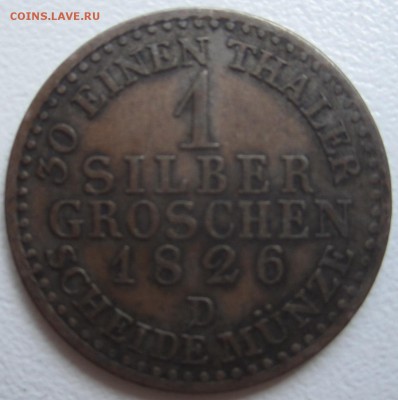 COINS.LAVE.RU
30 EINEN THALER
1
SILBER
GROSCHEN
1826
D
SCHEIDE MÜNZE